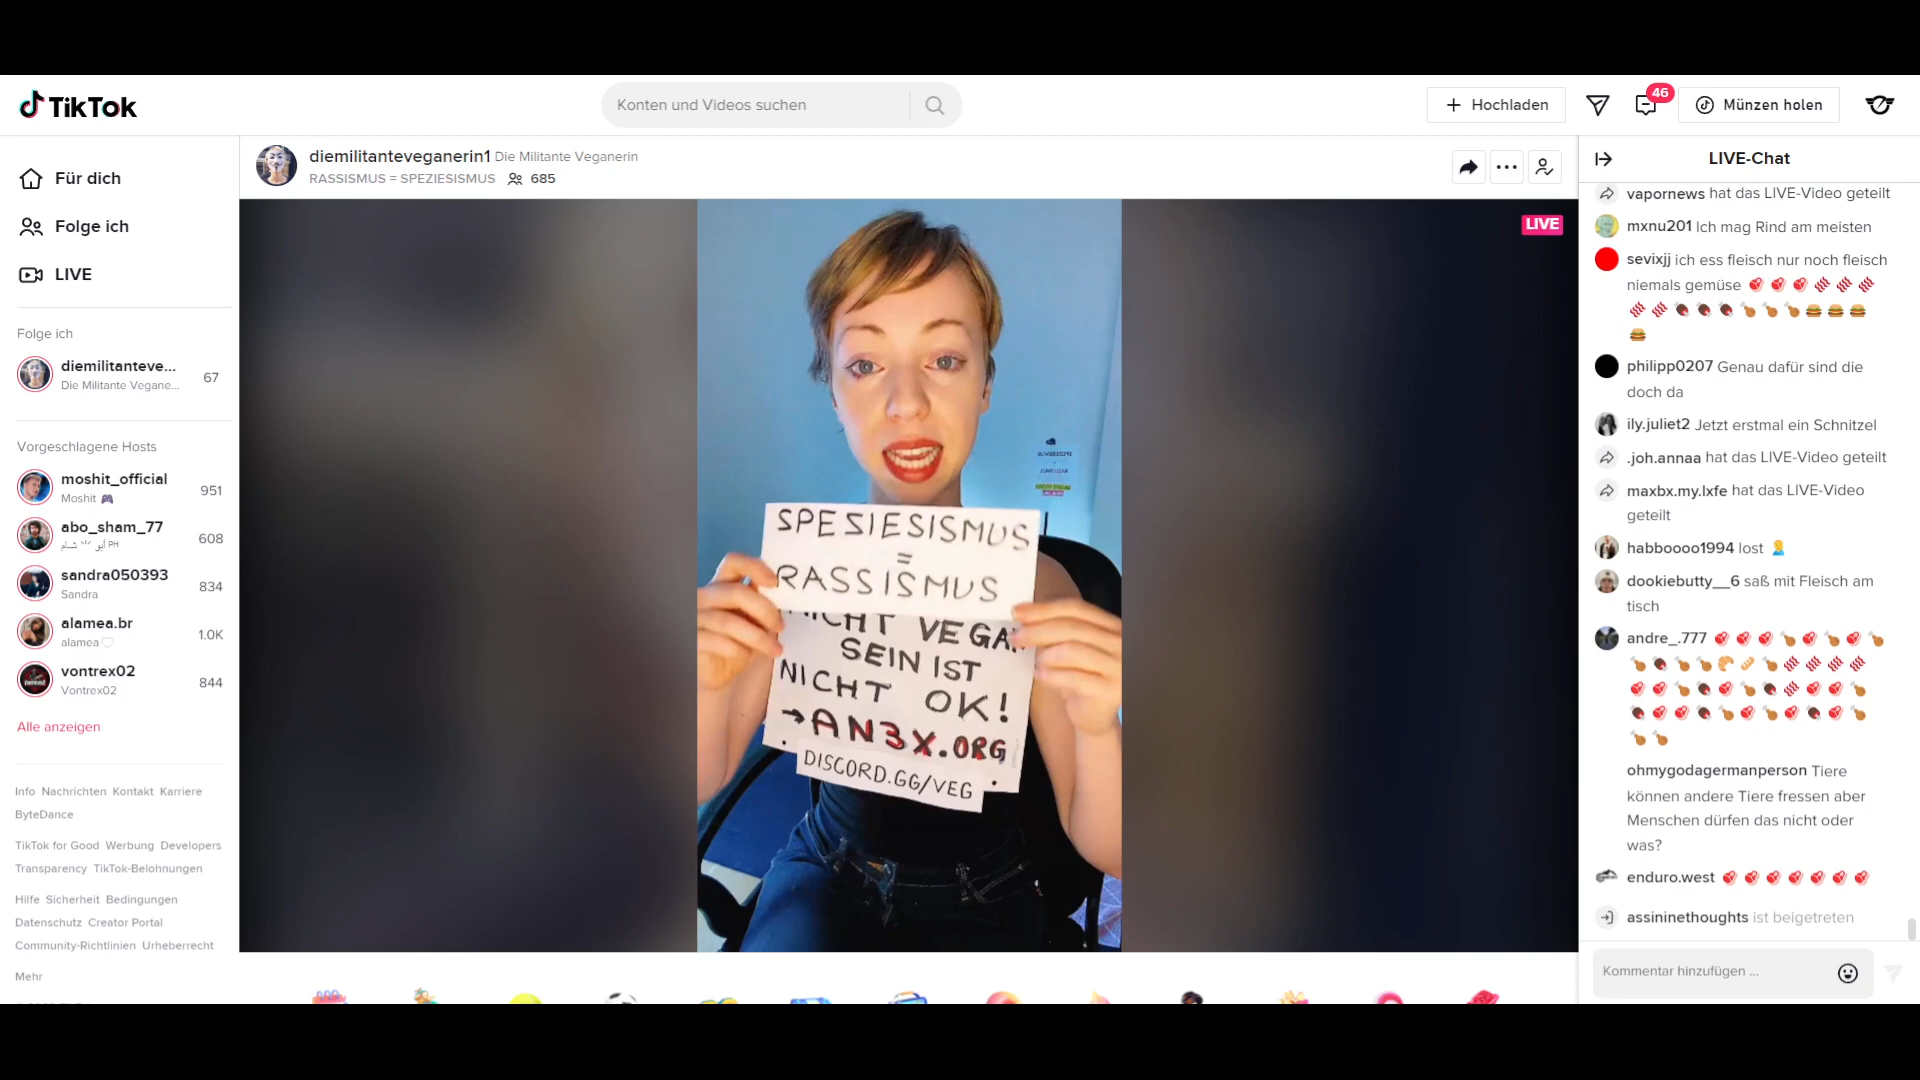 TikTok
Konten und Videos suchen
Hochladen
46
Münzen holen
Für dich
Folge ich
LIVE
Folge ich
diemilitanteve...
Die Militante Vegane...
67
Vorgeschlagene Hosts
moshit_official
Moshit
951
abo_sham_77
608
sandra050393
Sandra
834
alamea.br
alamea
1.0K
vontrex02
Vontrex02
844
Alle anzeigen
Info Nachrichten Kontakt Karriere
ByteDance
TikTok for Good Werbung Developers
Transparency TikTok-Belohnungen
Hilfe Sicherheit Bedingungen
Datenschutz Creator Portal
Community-Richtlinien Urheberrecht
Mehr
diemilitanteveganerin1 Die Militante Veganerin
RASSISMUS = SPEZIESISMUS 685
LIVE
SPEZIESISMUS
=
RASSISMUS
NICHT VEGAN
SEIN IST
NICHT OK!
→AN3X.ORG
DISCORD.GG/VEG
LIVE-Chat
vapornews hat das LIVE-Video geteilt
mxnu201 Ich mag Rind am meisten
sevixjj ich ess fleisch nur noch fleisch
niemals gemüse 🥩 🥩 🥩 🥓 🥓 🥓
🥓 🥓 🍖 🍖 🍖 🍗 🍗 🍗 🍔 🍔 🍔
🍔
philipp0207 Genau dafür sind die
doch da
ily.juliet2 Jetzt erstmal ein Schnitzel
.joh.annaa hat das LIVE-Video geteilt
maxbx.my.lxfe hat das LIVE-Video
geteilt
habboooo1994 lost
dookiebutty__6 saß mit Fleisch am
tisch
andre_.777 🥩 🥩 🥩 🍗 🥩 🍗 🥩 🍗
🍗 🍖 🍗 🍗 🥐 🥖 🍗 🥓 🥓 🥓 🥓
🥩 🥩 🍗 🍖 🥩 🍗 🍖 🥓 🥩 🥩 🍗
🍖 🥩 🥩 🍖 🍗 🥩 🍗 🥩 🍖 🥩 🍗
🍗 🍗
ohmygodagermanperson Tiere
können andere Tiere fressen aber
Menschen dürfen das nicht oder
was?
enduro.west 🥩 🥩 🥩 🥩 🥩 🥩 🥩
assininethoughts ist beigetreten
Kommentar hinzufügen ...